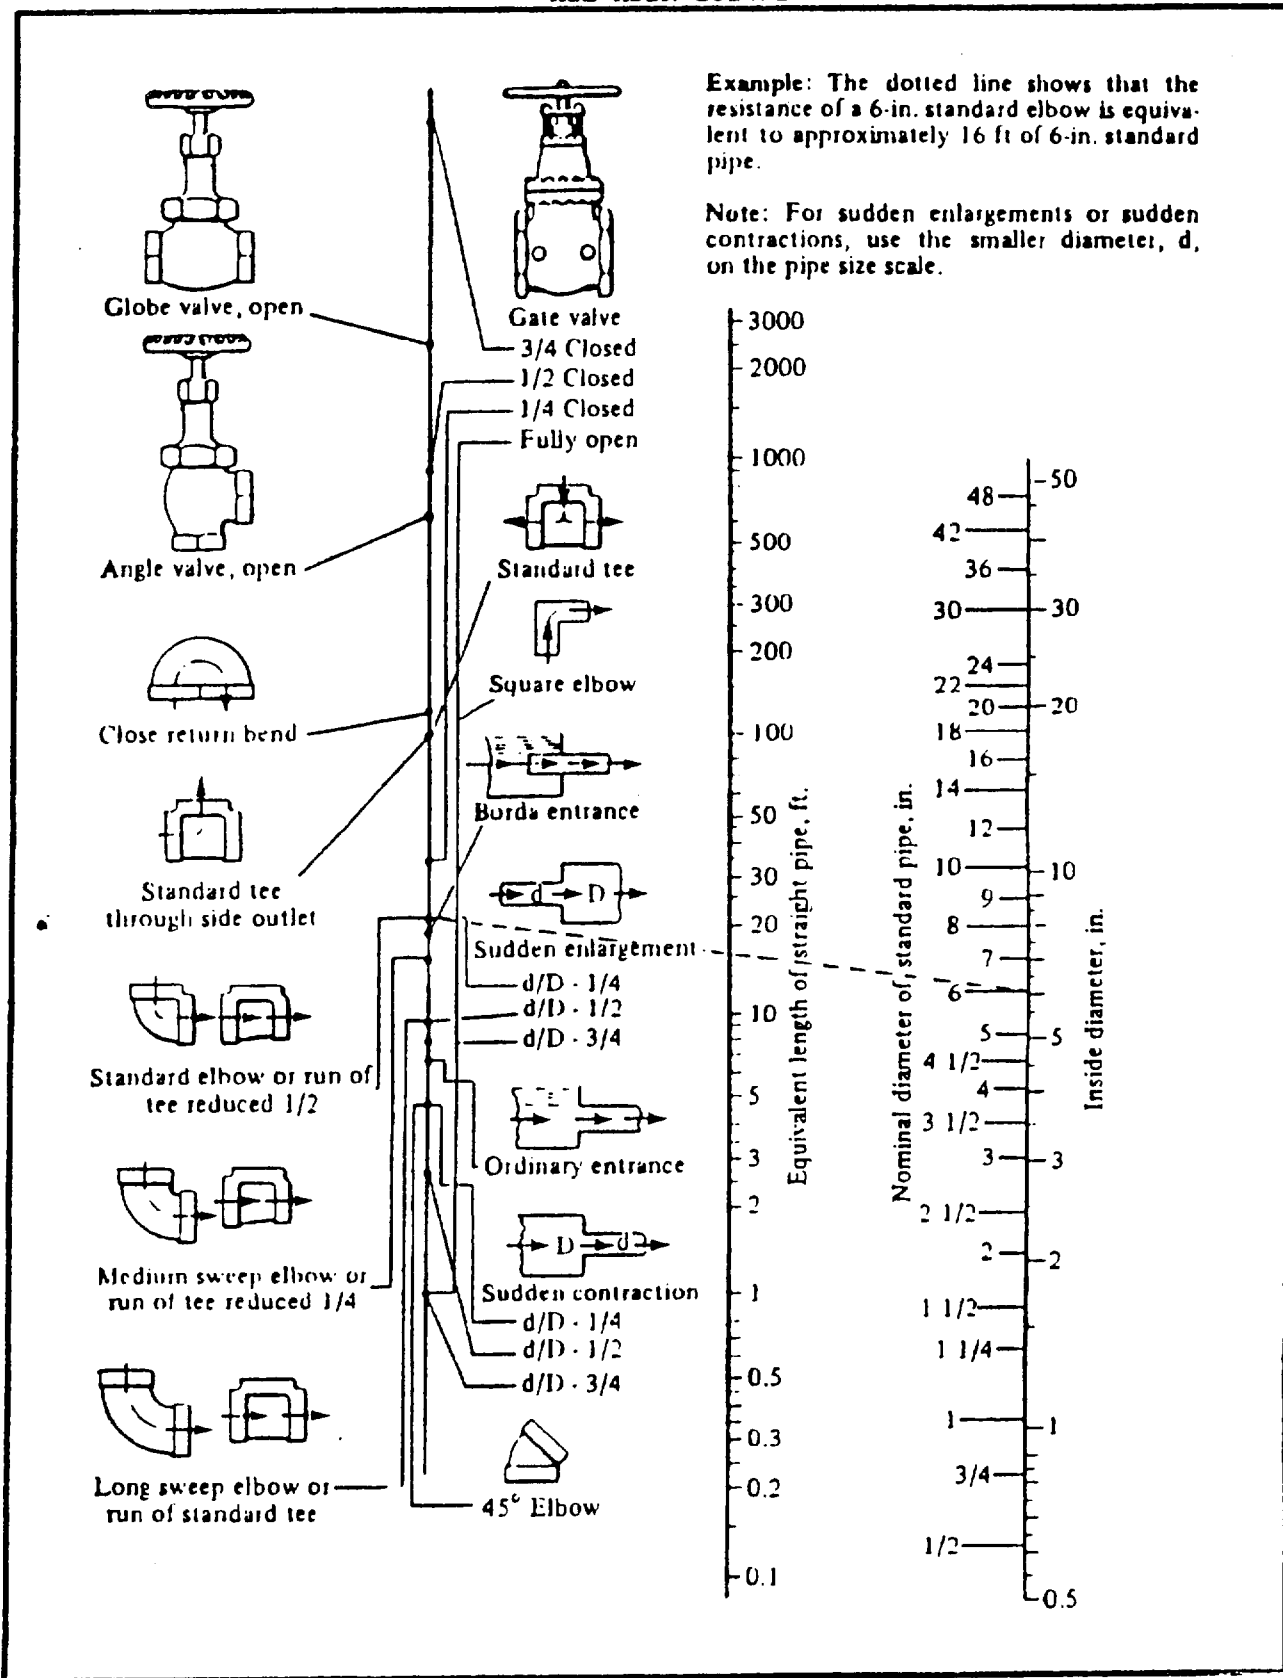 Example: The dotted line shows that the
resistance of a 6-in. standard elbow is equiva-
lent to approximately 16 ft of 6-in. standard
pipe.
Note: For sudden enlargements or sudden
contractions, use the smaller diameter, d,
on the pipe size scale.
Globe valve, open
Angle valve, open
Close return bend
Standard tee
through side outlet
Standard elbow or run of
tee reduced 1/2
Medium sweep elbow or
run of tee reduced 1/4
Long sweep elbow or
run of standard tee
Gate valve
3/4 Closed
1/2 Closed
1/4 Closed
Fully open
Standard tee
Square elbow
Borda entrance
d D
Sudden enlargement
d/D - 1/4
d/D - 1/2
d/D - 3/4
Ordinary entrance
D d
Sudden contraction
d/D - 1/4
d/D - 1/2
d/D - 3/4
45° Elbow
3000
2000
1000
500
300
200
100
50
30
20
10
5
3
2
1
0.5
0.3
0.2
0.1
Equivalent length of straight pipe, ft.
Nominal diameter of standard pipe, in.
48
42
36
30
24
22
20
18
16
14
12
10
9
8
7
6
5
4 1/2
4
3 1/2
3
2 1/2
2
1 1/2
1 1/4
1
3/4
1/2
50
30
20
10
5
3
2
1
0.5
Inside diameter, in.